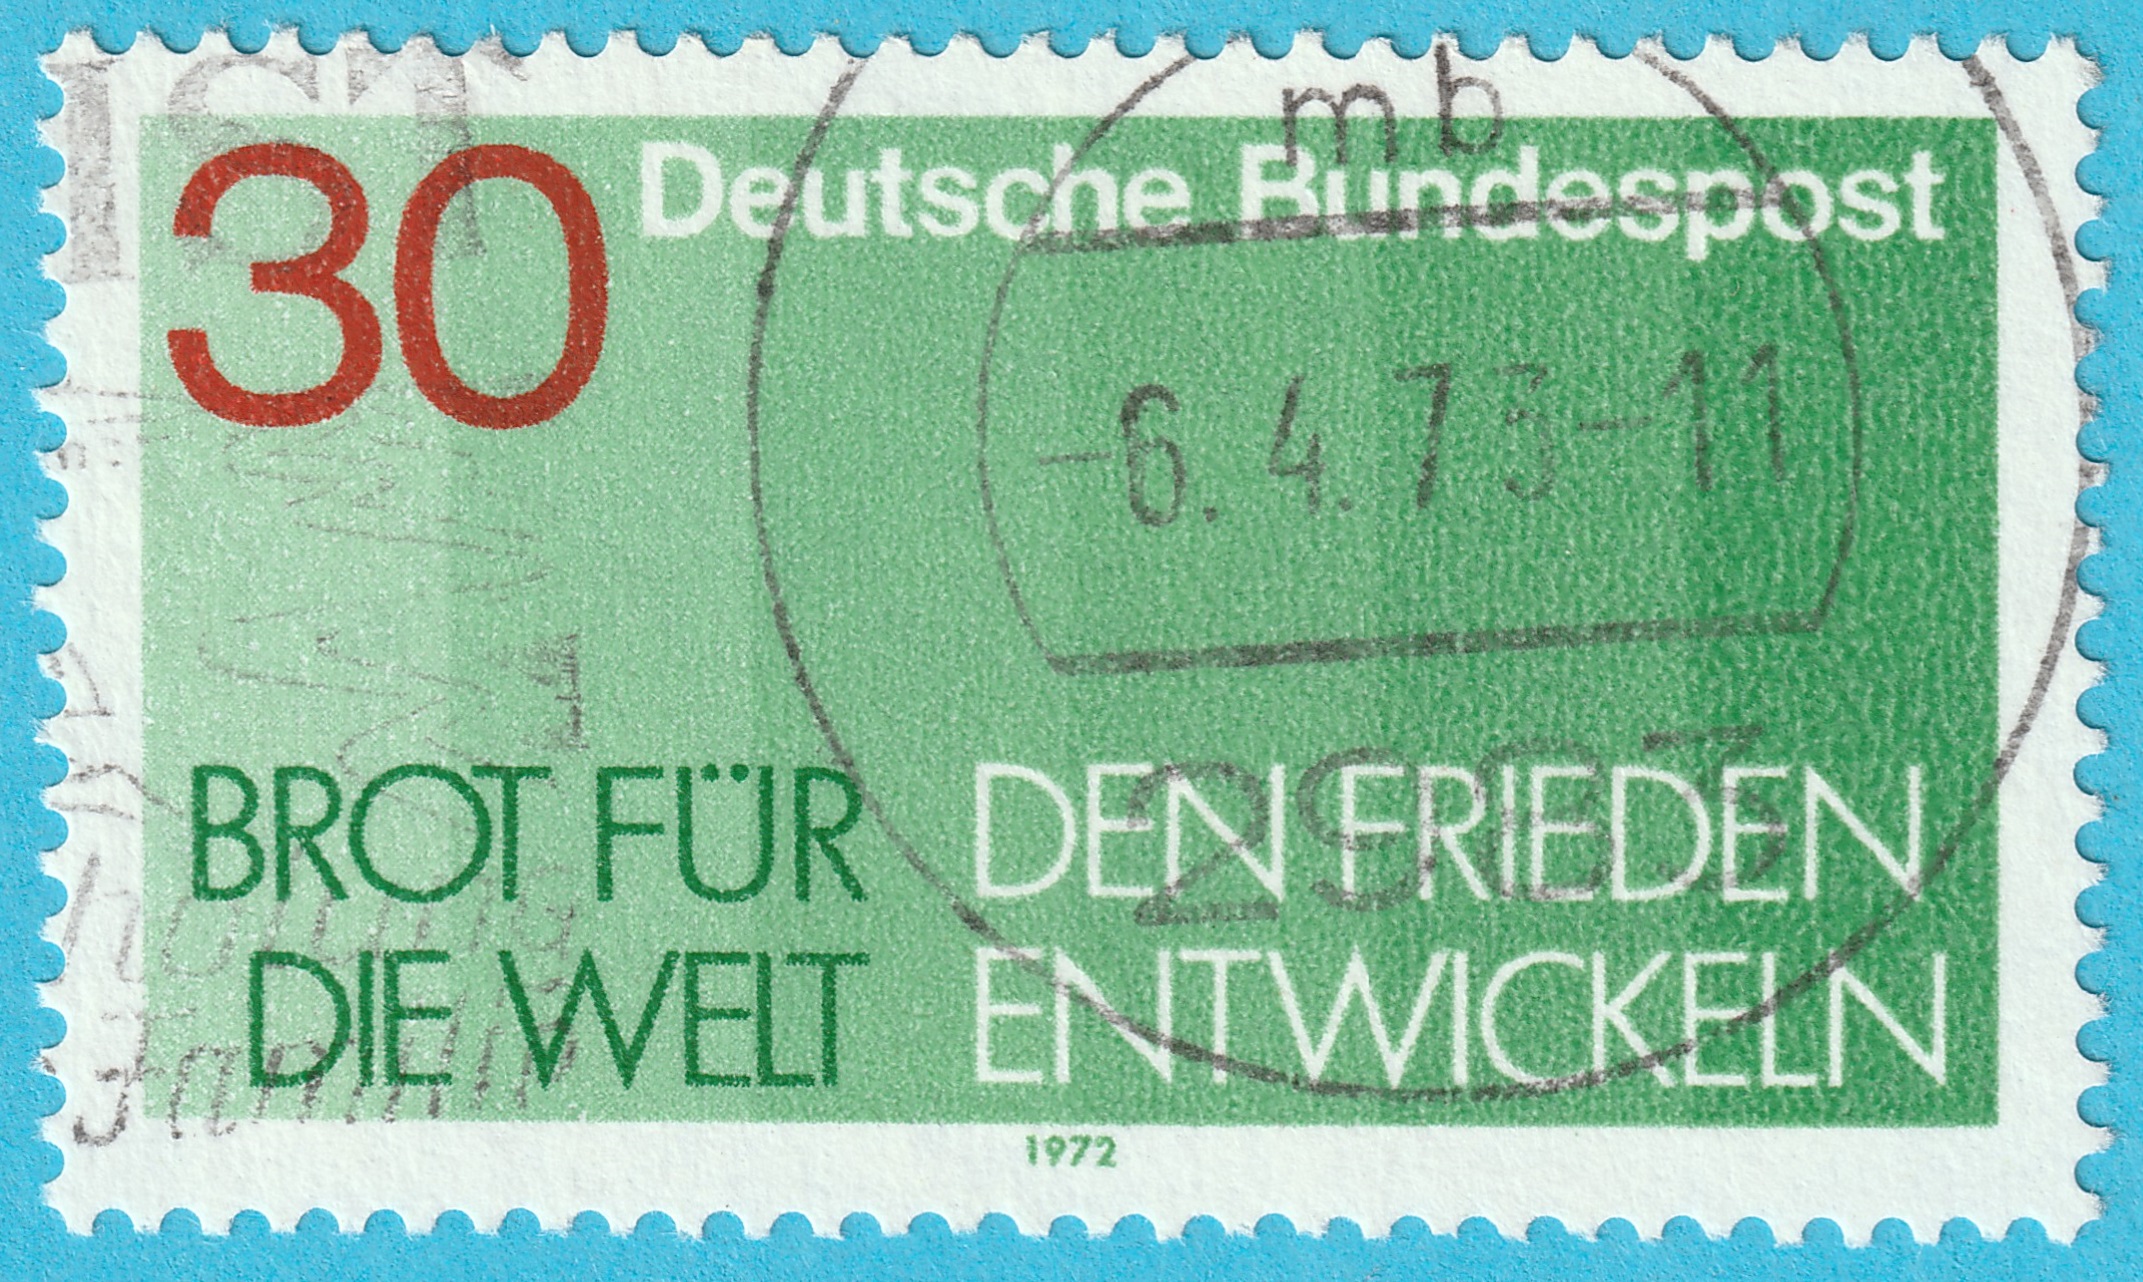 30 Deutsche Bundespost
mb
-6.4.73-11
BROT FÜR
DIE WELT
DEN FRIEDEN
ENTWICKELN
1972